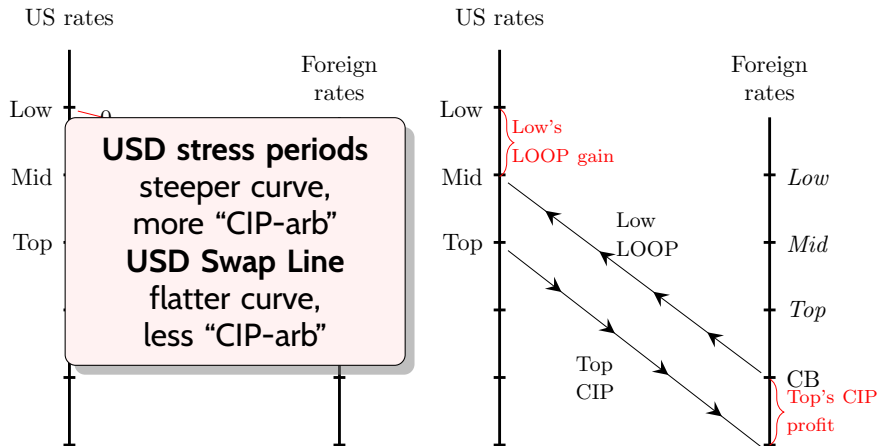 US rates
Foreign
rates
Low
Mid
Top
USD stress periods
steeper curve,
more “CIP-arb”
USD Swap Line
flatter curve,
less “CIP-arb”
US rates
Foreign
rates
Low
Mid
Top
Low's
LOOP gain
Low
LOOP
Top
CIP
Low
Mid
Top
CB
Top's CIP
profit